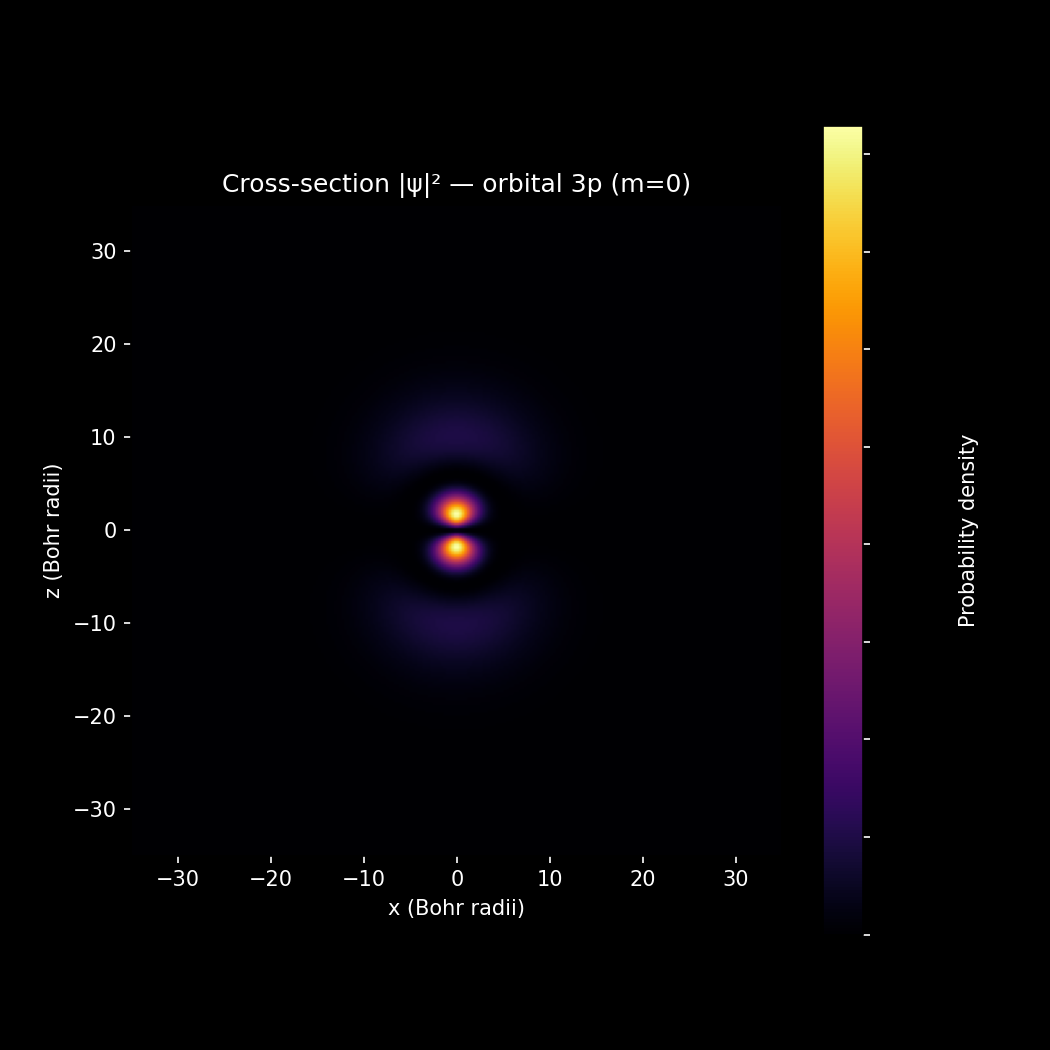 Cross-section |ψ|² — orbital 3p (m=0)
30
20
10
0
−10
−20
−30
z (Bohr radii)
−30 −20 −10 0 10 20 30
x (Bohr radii)
Probability density